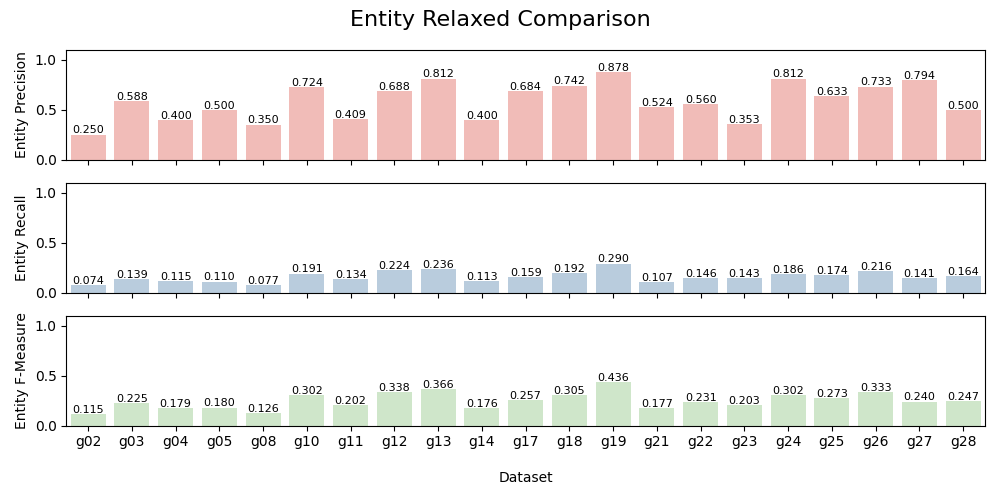 Entity Relaxed Comparison
Entity Precision
1.0
0.5
0.0
0.250 0.588 0.400 0.500 0.350 0.724 0.409 0.688 0.812 0.400 0.684 0.742 0.878 0.524 0.560 0.353 0.812 0.633 0.733 0.794 0.500
Entity Recall
1.0
0.5
0.0
0.074 0.139 0.115 0.110 0.077 0.191 0.134 0.224 0.236 0.113 0.159 0.192 0.290 0.107 0.146 0.143 0.186 0.174 0.216 0.141 0.164
Entity F-Measure
1.0
0.5
0.0
0.115 0.225 0.179 0.180 0.126 0.302 0.202 0.338 0.366 0.176 0.257 0.305 0.436 0.177 0.231 0.203 0.302 0.273 0.333 0.240 0.247
g02 g03 g04 g05 g08 g10 g11 g12 g13 g14 g17 g18 g19 g21 g22 g23 g24 g25 g26 g27 g28
Dataset